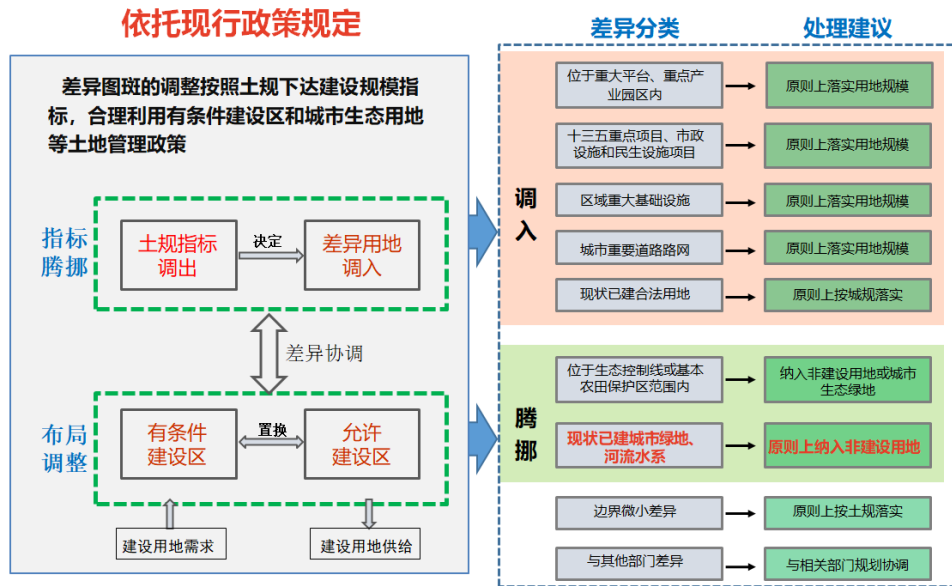 依托现行政策规定
差异图斑的调整按照土规下达建设规模指
标，合理利用有条件建设区和城市生态用地
等土地管理政策
指标
腾挪
土规指标
调出
决定
差异用地
调入
差异协调
布局
调整
有条件
建设区
置换
允许
建设区
建设用地需求
建设用地供给
差异分类
处理建议
调
入
位于重大平台、重点产
业园区内
原则上落实用地规模
十三五重点项目、市政
设施和民生设施项目
原则上落实用地规模
区域重大基础设施
原则上落实用地规模
城市重要道路路网
原则上落实用地规模
现状已建合法用地
原则上按城规落实
腾
挪
位于生态控制线或基本
农田保护区范围内
纳入非建设用地或城市
生态绿地
现状已建城市绿地、
河流水系
原则上纳入非建设用地
边界微小差异
原则上按土规落实
与其他部门差异
与相关部门规划协调